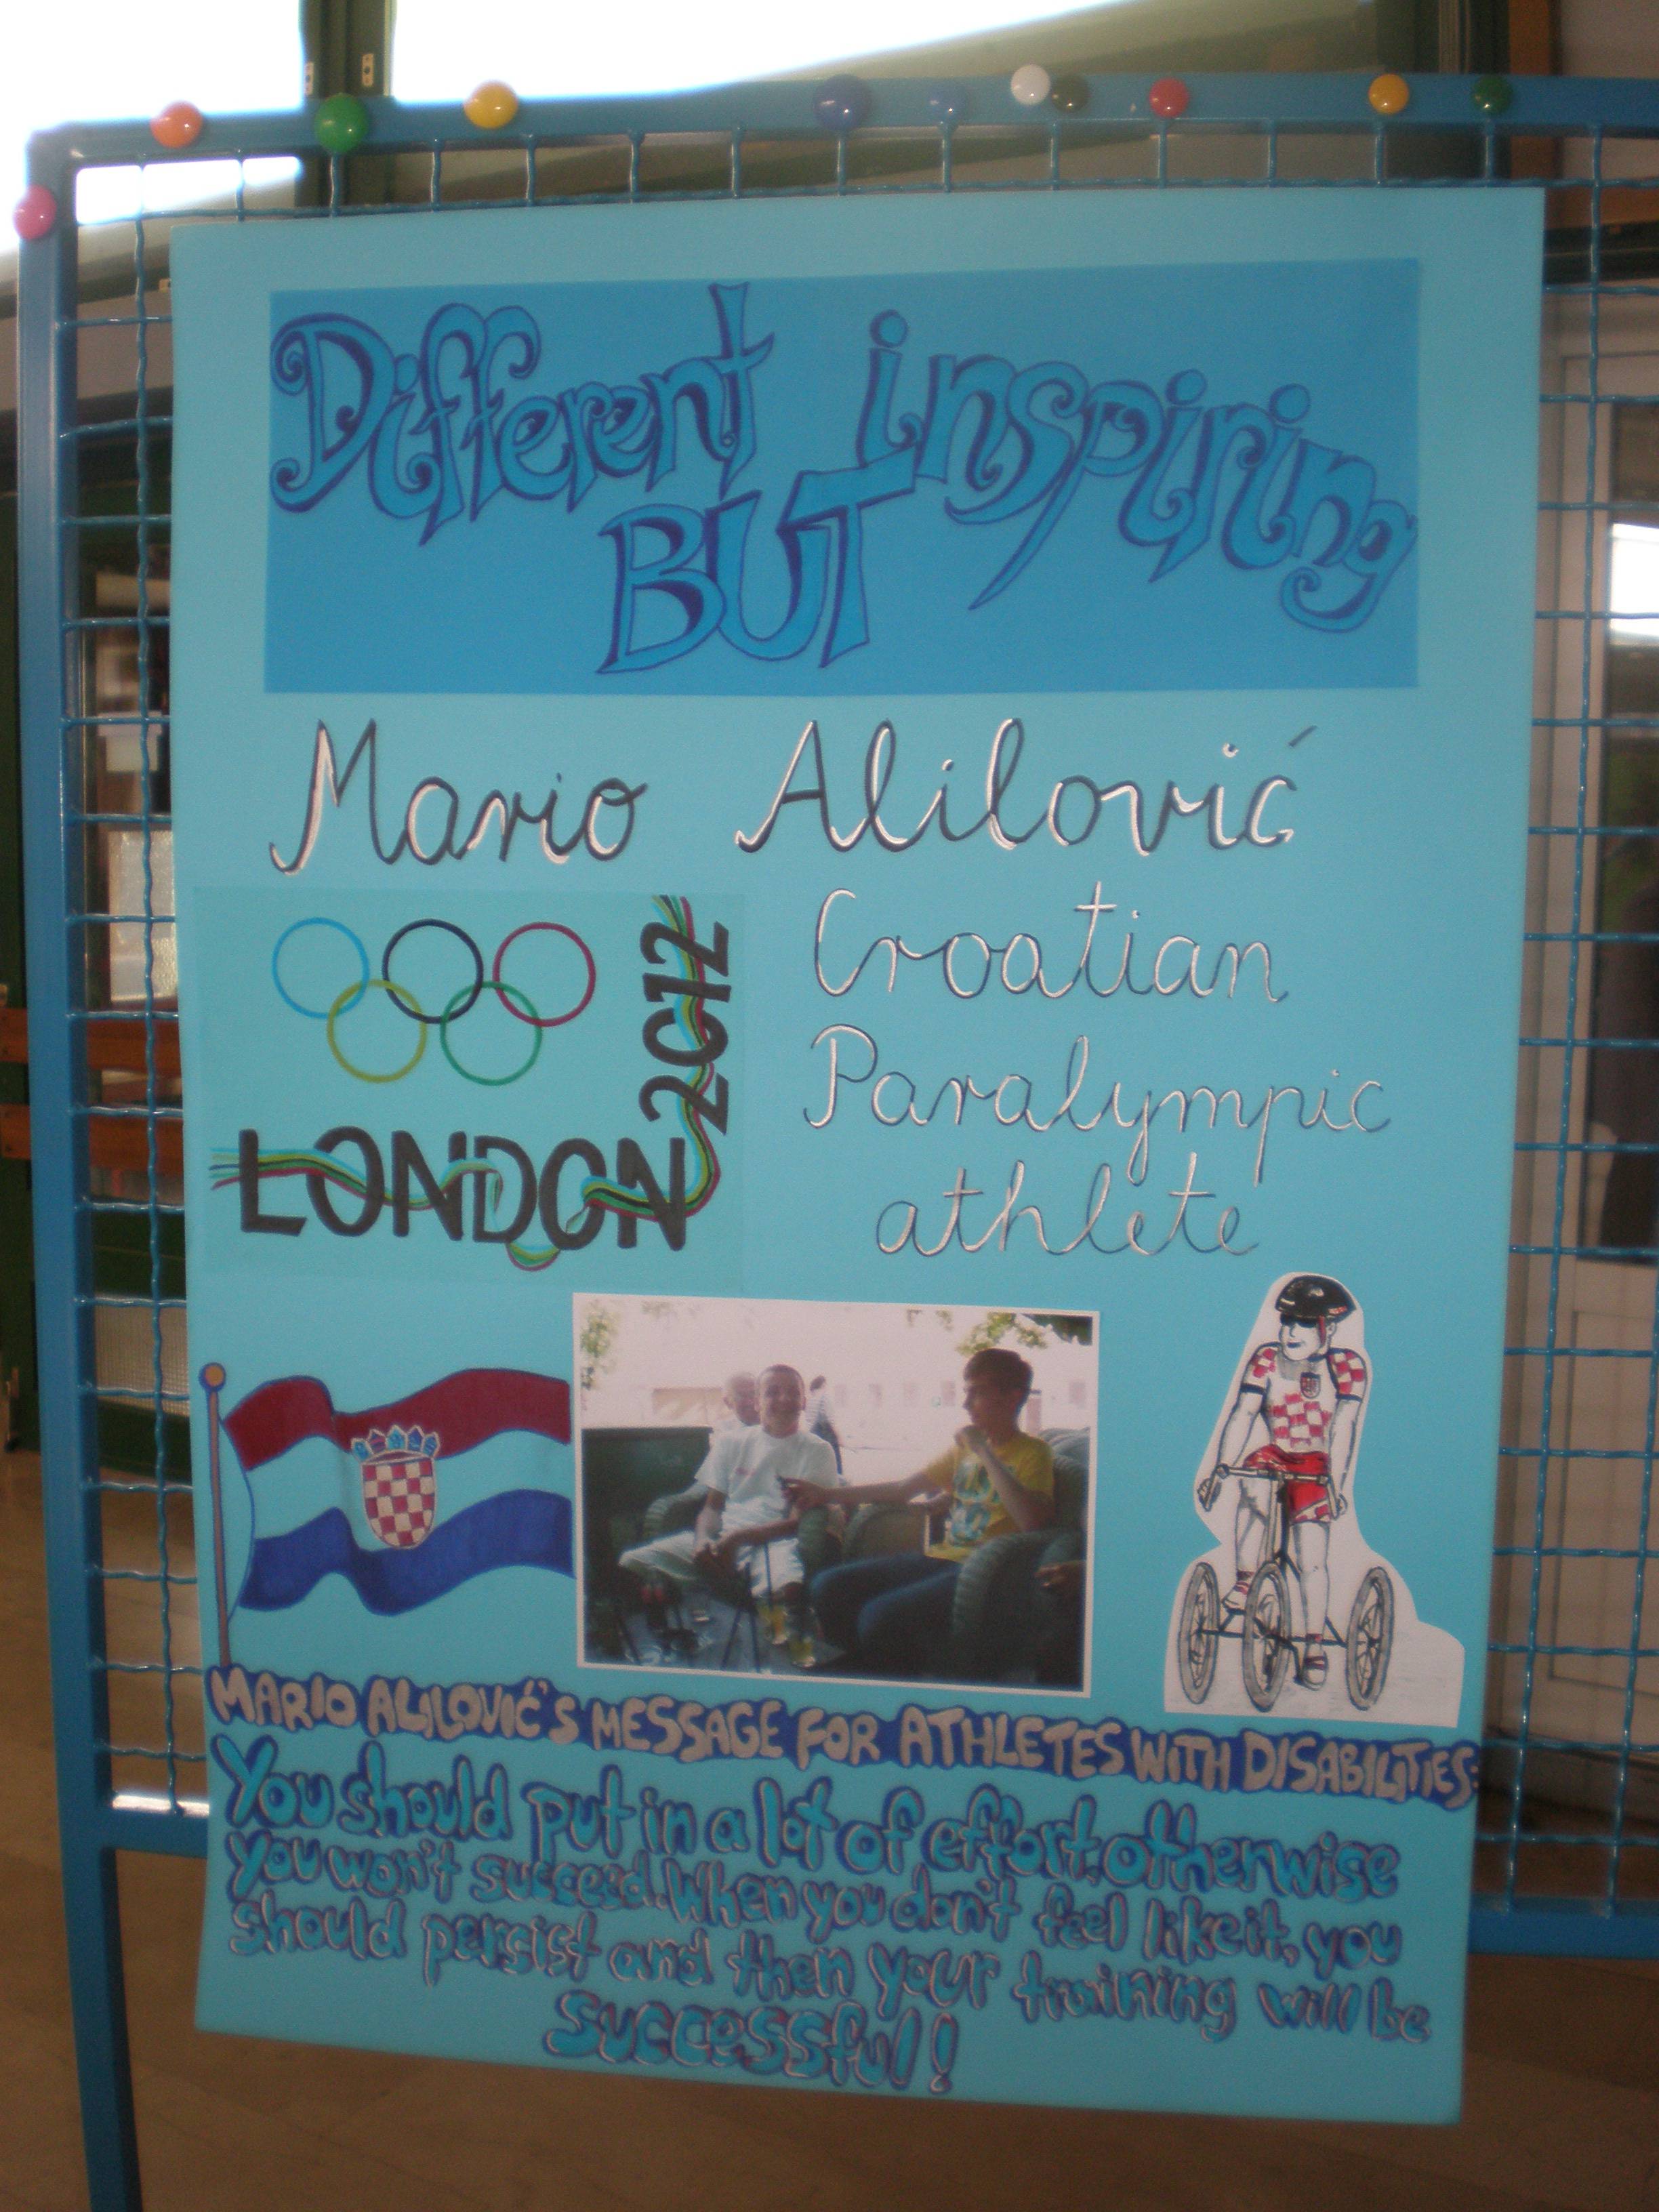 Different inspiring
BUT
Mario Alilović
LONDON 2012
Croatian
Paralympic
athlete
MARIO ALILOVIĆ'S MESSAGE FOR ATHLETES WITH DISABILITIES:
You should put in a lot of effort, otherwise
you won't succeed. When you don't feel like it, you
should persist and then your training will be
successful!